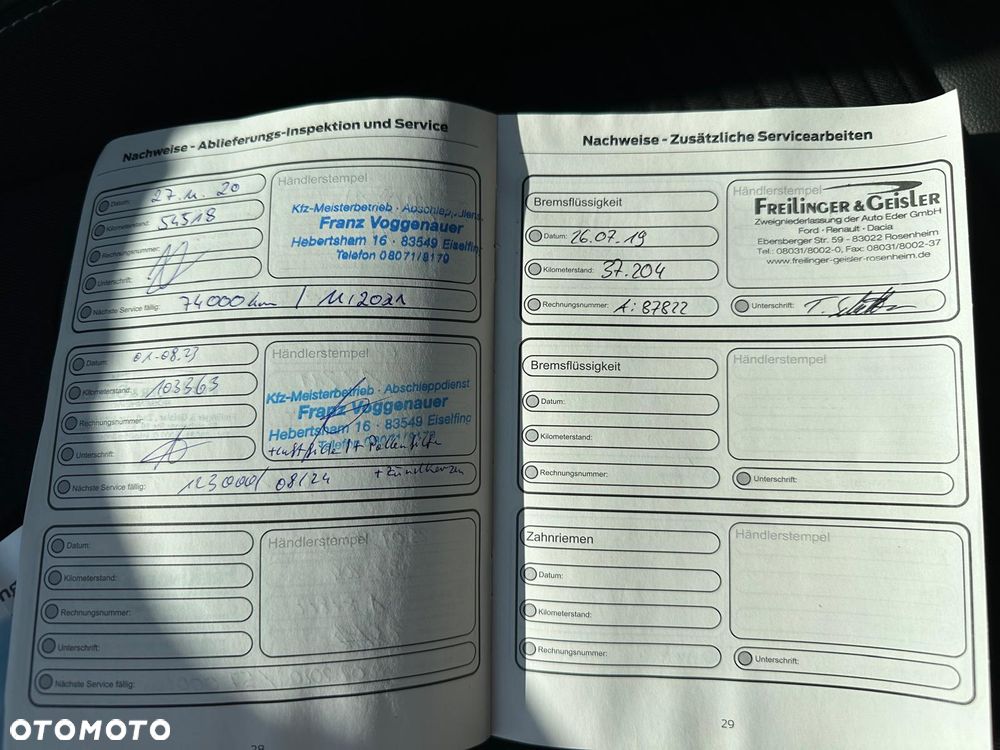 Nachweise - Ablieferungs-Inspektion und Service
Datum: 27.11.20
Kilometerstand: 54518
Rechnungsnummer:
Unterschrift:
Nächste Service fällig: 74000km / 11/2021
Händlerstempel
Kfz-Meisterbetrieb · Abschleppdienst
Franz Voggenauer
Hebertsham 16 · 83549 Eiselfing
Telefon 08071/9179
Datum: 01.08.23
Kilometerstand: 103363
Rechnungsnummer:
Unterschrift:
Nächste Service fällig: 123000/ 08/24
Händlerstempel
Kfz-Meisterbetrieb · Abschleppdienst
Franz Voggenauer
Hebertsham 16 · 83549 Eiselfing
Telefon
+Luftfilter + Pollenfilter
+ Zündkerzen
Datum:
Kilometerstand:
Rechnungsnummer:
Unterschrift:
Nächste Service fällig:
Händlerstempel
28
Nachweise - Zusätzliche Servicearbeiten
Bremsflüssigkeit
Datum: 26.07.19
Kilometerstand: 37.204
Rechnungsnummer: A: 87822
Händlerstempel
FREILINGER & GEISLER
Zweigniederlassung der Auto Eder GmbH
Ford · Renault · Dacia
Ebersberger Str. 59 - 83022 Rosenheim
Tel.: 08031/8002-0, Fax: 08031/8002-37
www.freilinger-geisler-rosenheim.de
Unterschrift:
Bremsflüssigkeit
Datum:
Kilometerstand:
Rechnungsnummer:
Händlerstempel
Unterschrift:
Zahnriemen
Datum:
Kilometerstand:
Rechnungsnummer:
Händlerstempel
Unterschrift:
29
OTOMOTO